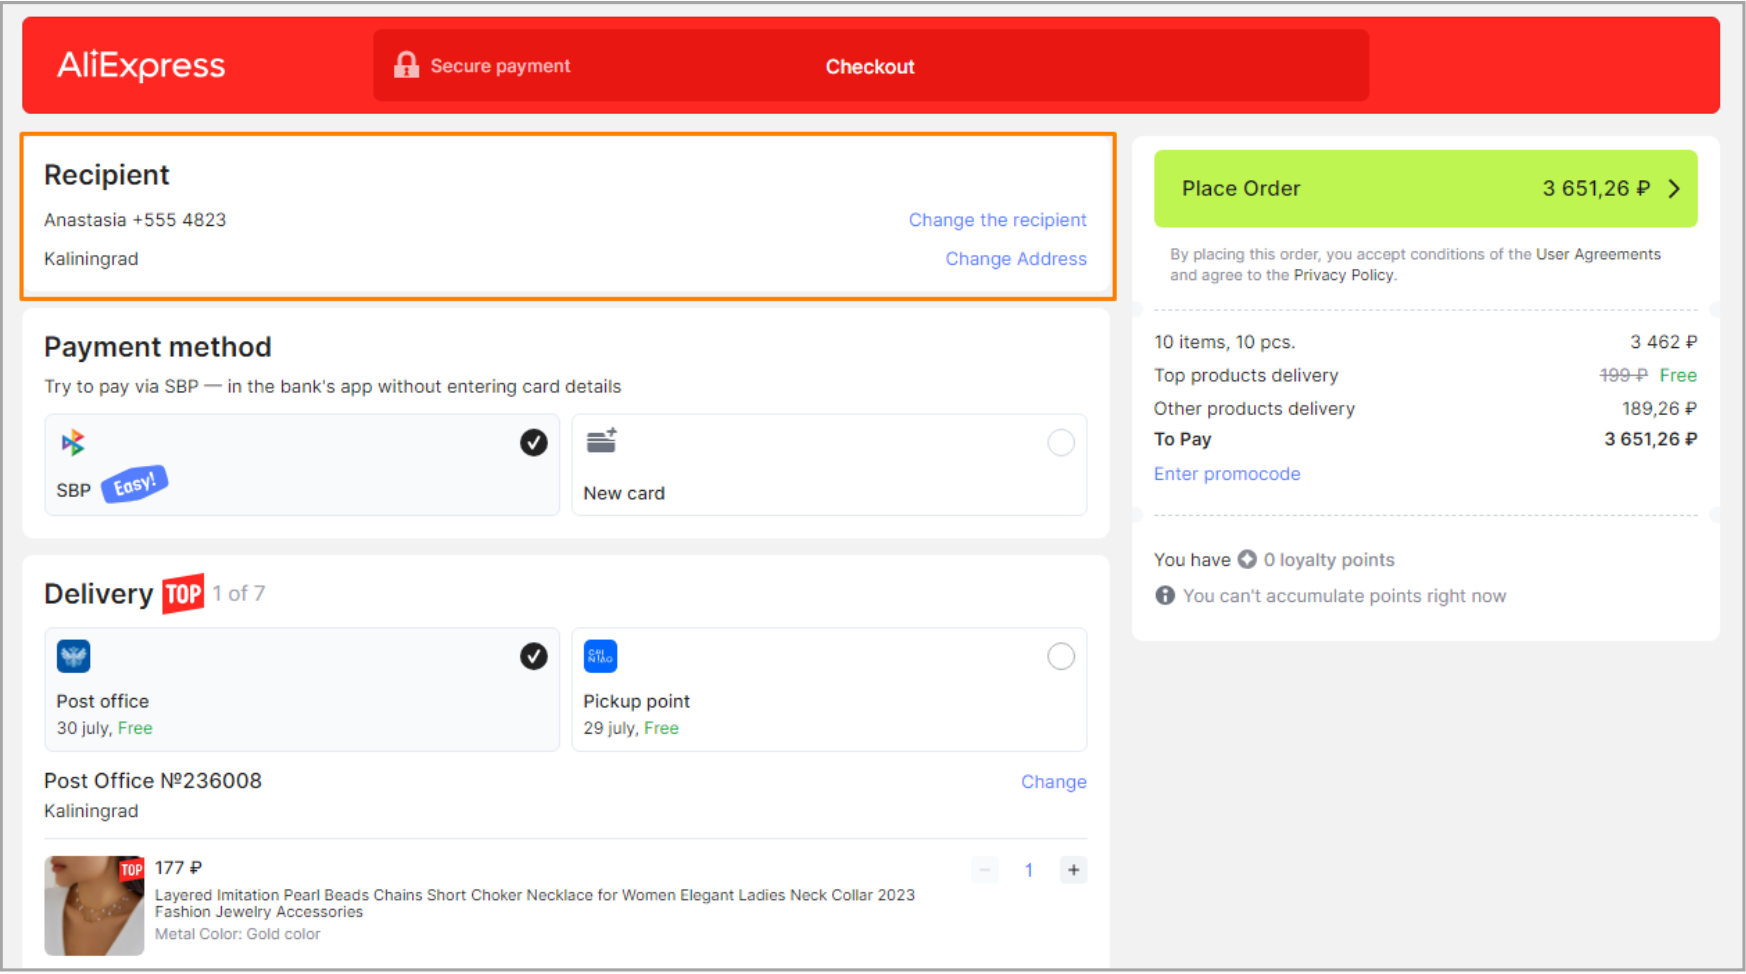 AliExpress
Secure payment
Checkout
Recipient
Anastasia +555 4823
Change the recipient
Kaliningrad
Change Address
Payment method
Try to pay via SBP — in the bank's app without entering card details
SBP Easy!
New card
Delivery TOP 1 of 7
Post office
30 july, Free
CAI
NIAO
Pickup point
29 july, Free
Post Office №236008
Change
Kaliningrad
TOP
177 ₽
− 1 +
Layered Imitation Pearl Beads Chains Short Choker Necklace for Women Elegant Ladies Neck Collar 2023
Fashion Jewelry Accessories
Metal Color: Gold color
Place Order 3 651,26 ₽
By placing this order, you accept conditions of the User Agreements
and agree to the Privacy Policy.
10 items, 10 pcs. 3 462 ₽
Top products delivery 199 ₽ Free
Other products delivery 189,26 ₽
To Pay 3 651,26 ₽
Enter promocode
You have 0 loyalty points
You can't accumulate points right now